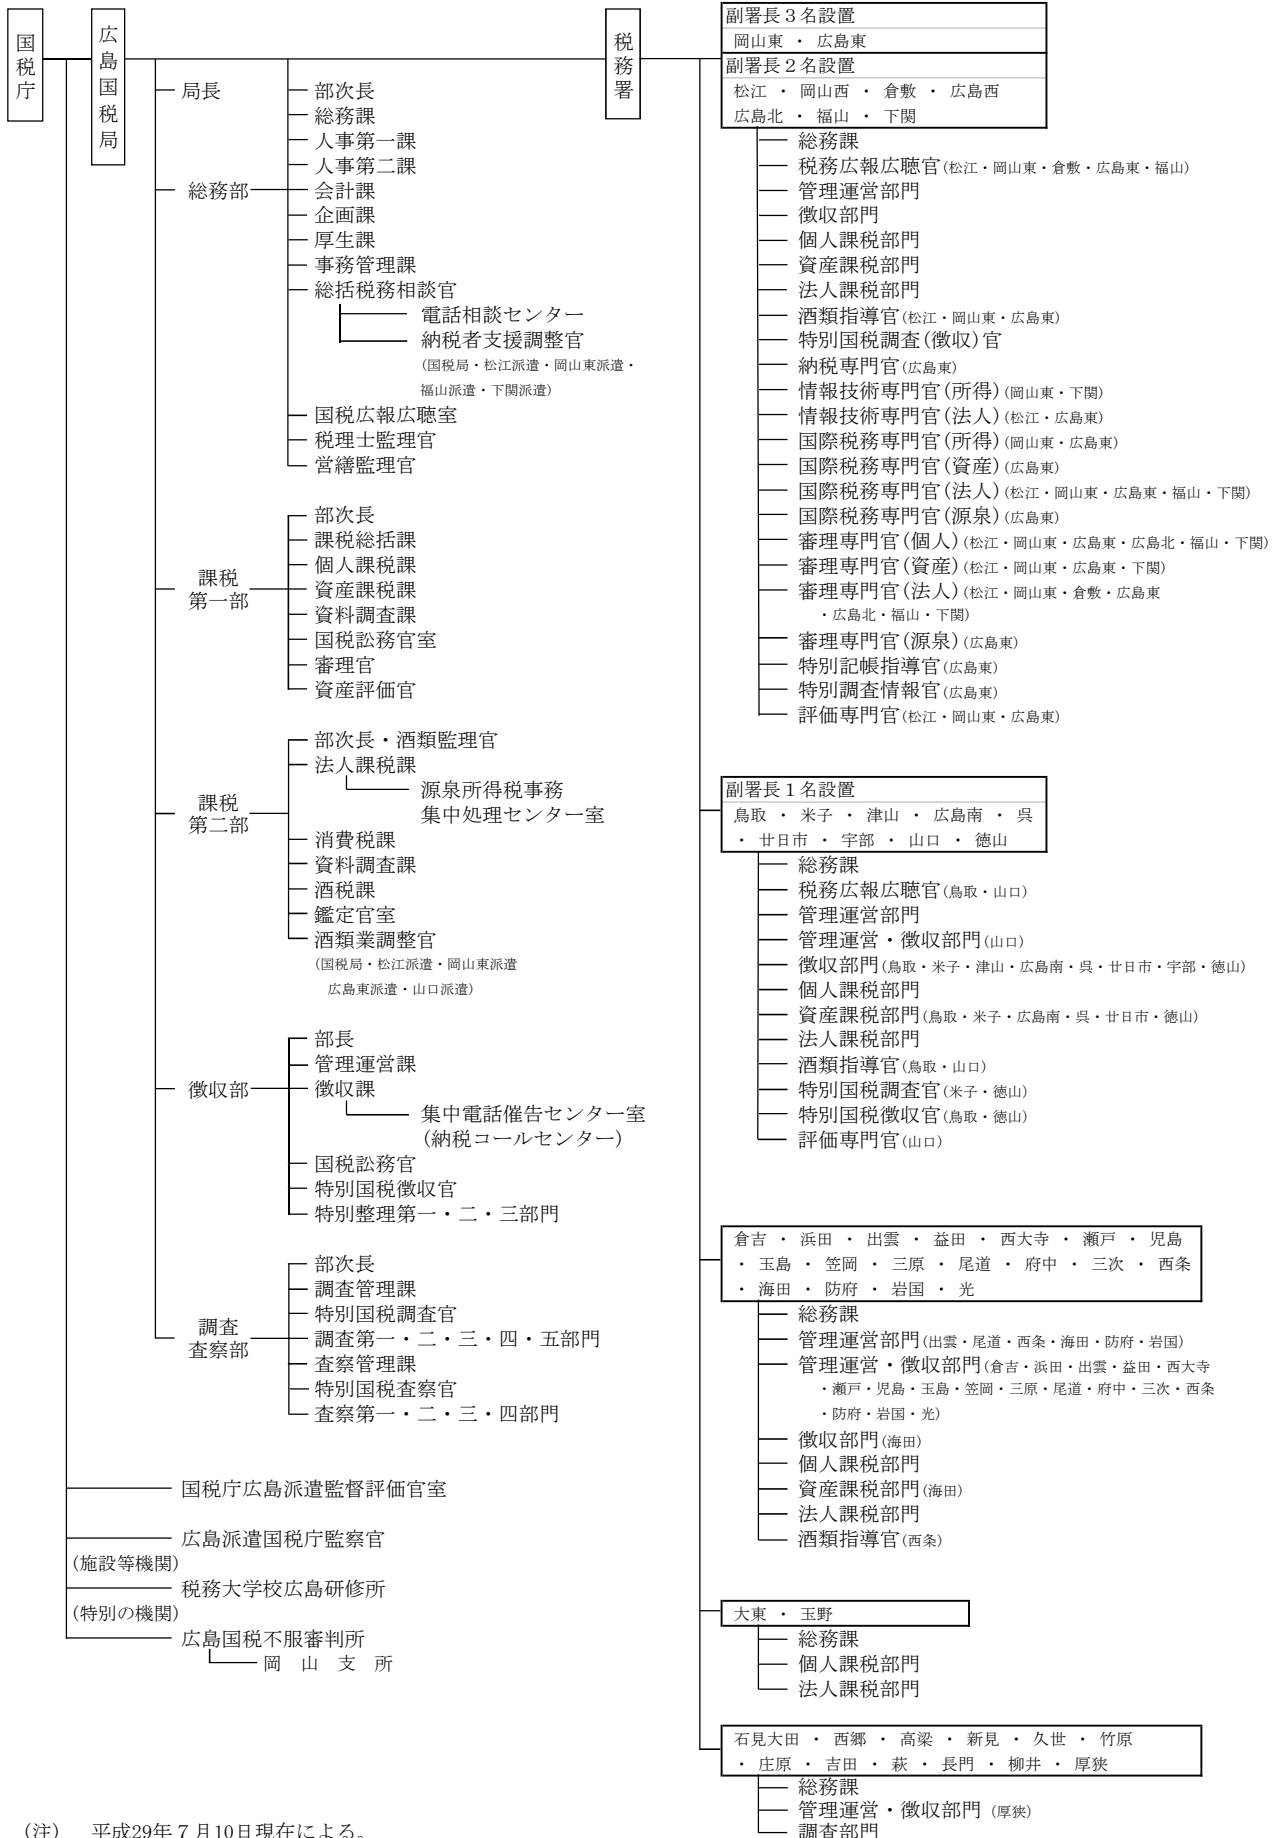 国税庁
広島国税局
局長
総務部
部次長
総務課
人事第一課
人事第二課
会計課
企画課
厚生課
事務管理課
総括税務相談官
電話相談センター
納税者支援調整官
(国税局・松江派遣・岡山東派遣・
福山派遣・下関派遣)
国税広報広聴室
税理士監理官
営繕監理官
課税
第一部
部次長
課税総括課
個人課税課
資産課税課
資料調査課
国税訟務官室
審理官
資産評価官
課税
第二部
部次長・酒類監理官
法人課税課
源泉所得税事務
集中処理センター室
消費税課
資料調査課
酒税課
鑑定官室
酒類業調整官
(国税局・松江派遣・岡山東派遣
広島東派遣・山口派遣)
徴収部
部長
管理運営課
徴収課
集中電話催告センター室
(納税コールセンター)
国税訟務官
特別国税徴収官
特別整理第一・二・三部門
調査
査察部
部次長
調査管理課
特別国税調査官
調査第一・二・三・四・五部門
査察管理課
特別国税査察官
査察第一・二・三・四部門
国税庁広島派遣監督評価官室
広島派遣国税庁監察官
(施設等機関)
税務大学校広島研修所
(特別の機関)
広島国税不服審判所
岡山支所
税務署
副署長3名設置
岡山東 ・ 広島東
副署長2名設置
松江 ・ 岡山西 ・ 倉敷 ・ 広島西
広島北 ・ 福山 ・ 下関
総務課
税務広報広聴官(松江・岡山東・倉敷・広島東・福山)
管理運営部門
徴収部門
個人課税部門
資産課税部門
法人課税部門
酒類指導官(松江・岡山東・広島東)
特別国税調査(徴収)官
納税専門官(広島東)
情報技術専門官(所得)(岡山東・下関)
情報技術専門官(法人)(松江・広島東)
国際税務専門官(所得)(岡山東・広島東)
国際税務専門官(資産)(広島東)
国際税務専門官(法人)(松江・岡山東・広島東・福山・下関)
国際税務専門官(源泉)(広島東)
審理専門官(個人)(松江・岡山東・広島東・広島北・福山・下関)
審理専門官(資産)(松江・岡山東・広島東・下関)
審理専門官(法人)(松江・岡山東・倉敷・広島東
・広島北・福山・下関)
審理専門官(源泉)(広島東)
特別記帳指導官(広島東)
特別調査情報官(広島東)
評価専門官(松江・岡山東・広島東)
副署長1名設置
鳥取 ・ 米子 ・ 津山 ・ 広島南 ・ 呉
・ 廿日市 ・ 宇部 ・ 山口 ・ 徳山
総務課
税務広報広聴官(鳥取・山口)
管理運営部門
管理運営・徴収部門(山口)
徴収部門(鳥取・米子・津山・広島南・呉・廿日市・宇部・徳山)
個人課税部門
資産課税部門(鳥取・米子・広島南・呉・廿日市・徳山)
法人課税部門
酒類指導官(鳥取・山口)
特別国税調査官(米子・徳山)
特別国税徴収官(鳥取・徳山)
評価専門官(山口)
倉吉 ・ 浜田 ・ 出雲 ・ 益田 ・ 西大寺 ・ 瀬戸 ・ 児島
・ 玉島 ・ 笠岡 ・ 三原 ・ 尾道 ・ 府中 ・ 三次 ・ 西条
・ 海田 ・ 防府 ・ 岩国 ・ 光
総務課
管理運営部門(出雲・尾道・西条・海田・防府・岩国)
管理運営・徴収部門(倉吉・浜田・出雲・益田・西大寺
・瀬戸・児島・玉島・笠岡・三原・尾道・府中・三次・西条
・防府・岩国・光)
徴収部門(海田)
個人課税部門
資産課税部門(海田)
法人課税部門
酒類指導官(西条)
大東 ・ 玉野
総務課
個人課税部門
法人課税部門
石見大田 ・ 西郷 ・ 高梁 ・ 新見 ・ 久世 ・ 竹原
・ 庄原 ・ 吉田 ・ 萩 ・ 長門 ・ 柳井 ・ 厚狭
総務課
管理運営・徴収部門 (厚狭)
調査部門
(注) 平成29年7月10日現在による。